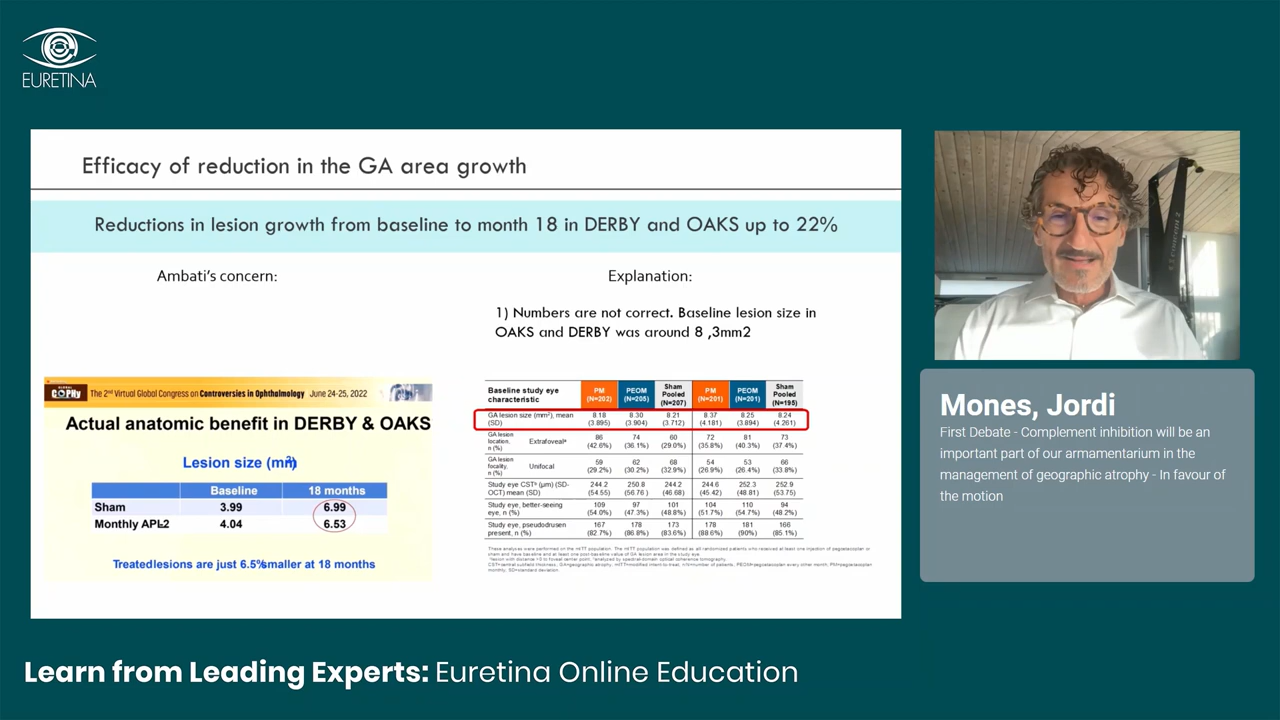 EURETINA
Efficacy of reduction in the GA area growth
Reductions in lesion growth from baseline to month 18 in DERBY and OAKS up to 22%
Ambati's concern:
Explanation:
1) Numbers are not correct. Baseline lesion size in
OAKS and DERBY was around 8 ,3mm2
COPHy The 2nd Virtual Global Congress on Controversies in Ophthalmology June 24-25, 2022
Actual anatomic benefit in DERBY & OAKS
Lesion size (mm2)
Baseline 18 months
Sham 3.99 6.99
Monthly APL-2 4.04 6.53
Treatedlesions are just 6.5%smaller at 18 months
Baseline study eye characteristic PM (N=202) PEOM (N=205) Sham Pooled (N=207) PM (N=201) PEOM (N=201) Sham Pooled (N=195)
GA lesion size (mm²), mean (SD) 8.18 (3.895) 8.30 (3.904) 8.21 (3.712) 8.37 (4.181) 8.25 (3.894) 8.24 (4.261)
GA lesion location, n (%) Extrafovealᵃ 86 (42.6%) 74 (36.1%) 60 (29.0%) 72 (35.8%) 81 (40.3%) 73 (37.4%)
GA lesion focality, n (%) Unifocal 59 (29.2%) 62 (30.2%) 68 (32.9%) 54 (26.9%) 53 (26.4%) 66 (33.8%)
Study eye CSTᵇ (µm) (SD-OCT) mean (SD) 244.2 (54.55) 250.8 (56.76) 244.2 (46.68) 244.6 (45.42) 252.3 (48.81) 252.9 (53.75)
Study eye, better-seeing eye, n (%) 109 (54.0%) 97 (47.3%) 101 (48.8%) 104 (51.7%) 110 (54.7%) 94 (48.2%)
Study eye, pseudodrusen present, n (%) 167 (82.7%) 178 (86.8%) 173 (83.6%) 178 (88.6%) 181 (90%) 166 (85.1%)
Mones, Jordi
First Debate - Complement inhibition will be an
important part of our armamentarium in the
management of geographic atrophy - In favour of
the motion
Learn from Leading Experts: Euretina Online Education